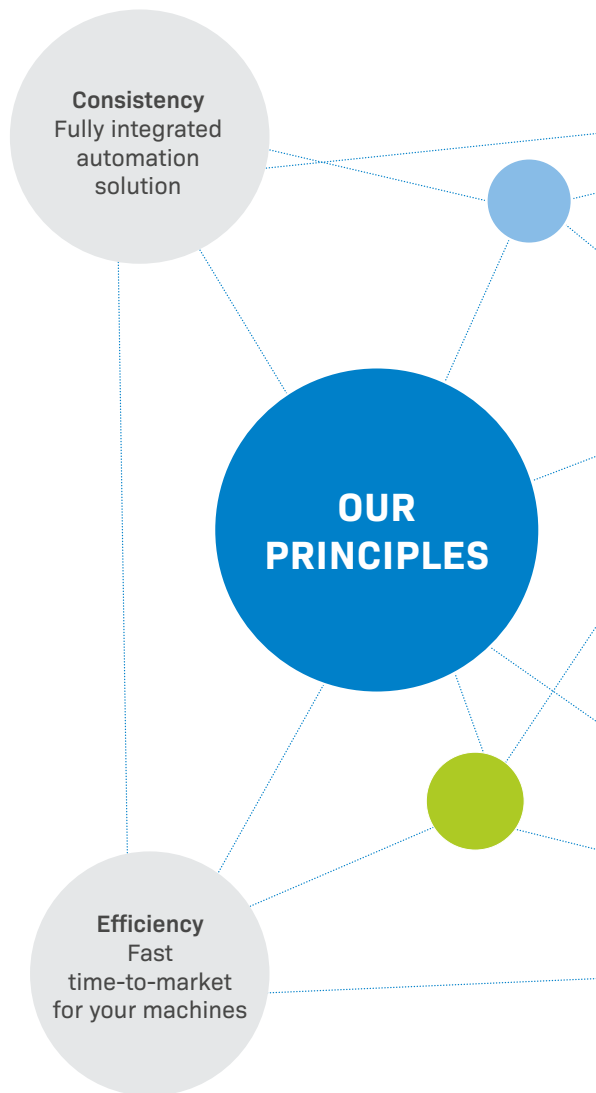 Consistency
Fully integrated
automation
solution
OUR
PRINCIPLES
Efficiency
Fast
time-to-market
for your machines